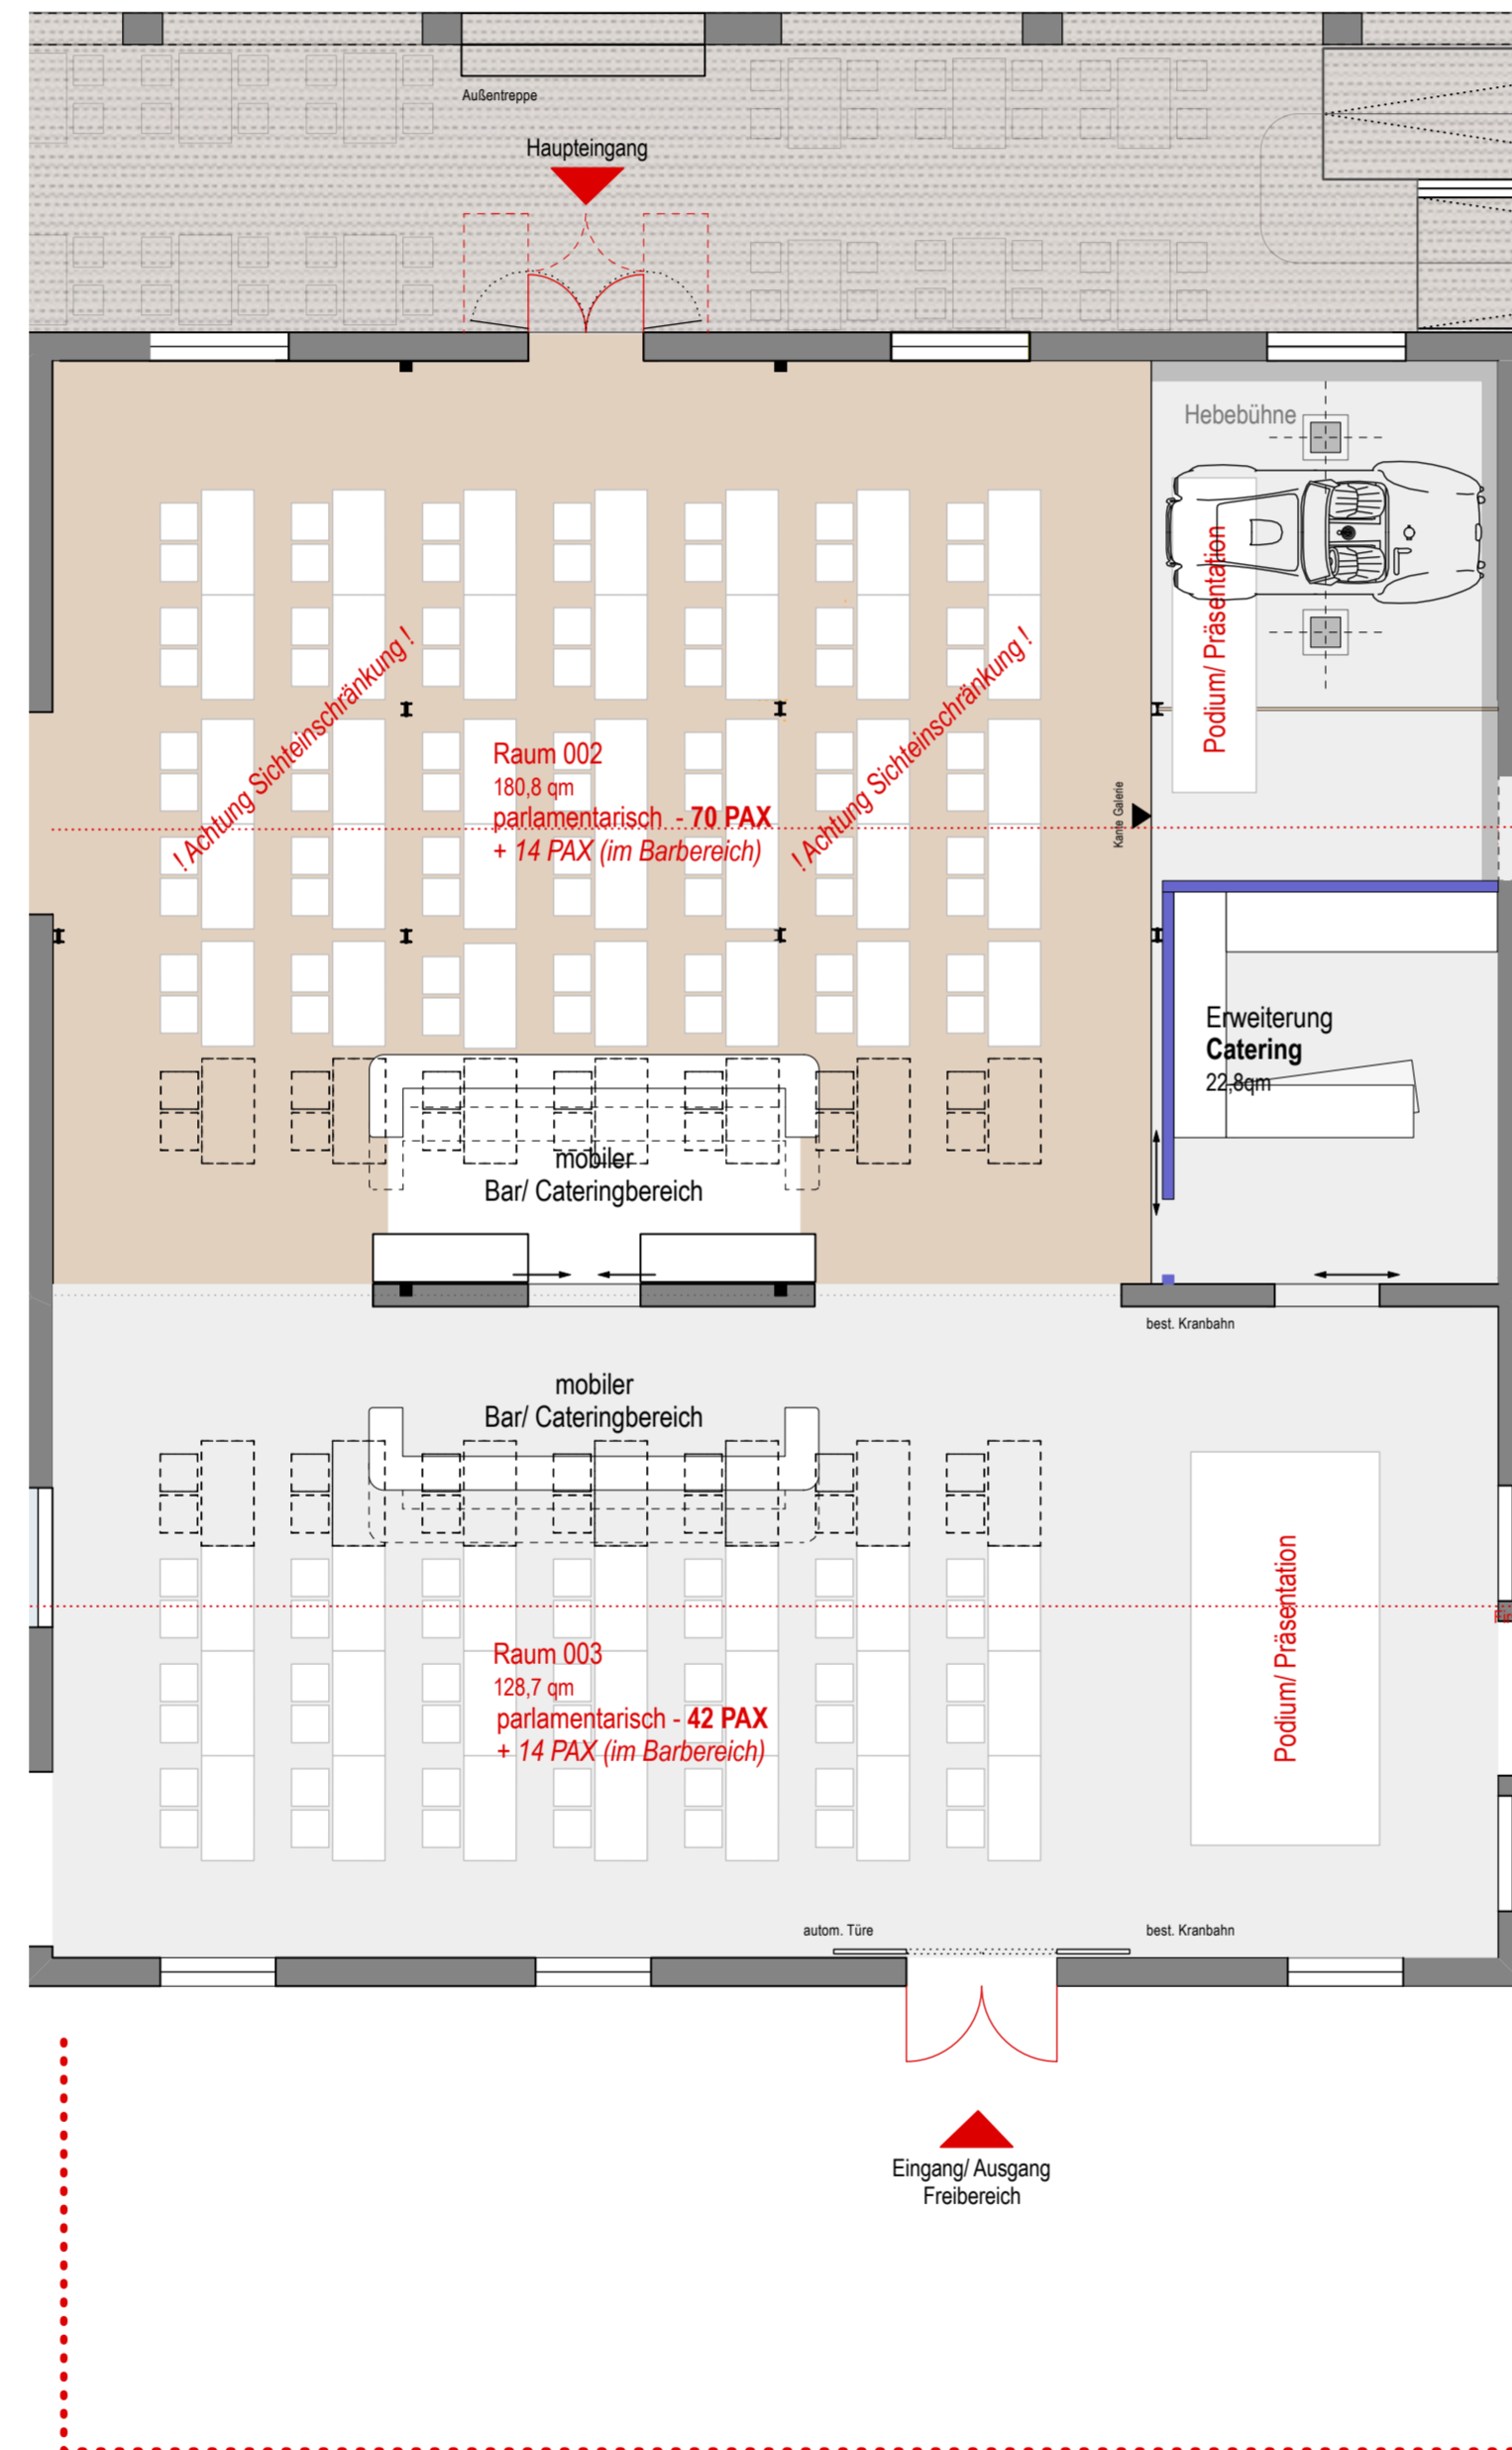 Außentreppe
Haupteingang
Hebebühne
Podium/ Präsentation
! Achtung Sichteinschränkung !
! Achtung Sichteinschränkung !
Raum 002
180,8 qm
parlamentarisch - 70 PAX
+ 14 PAX (im Barbereich)
Kante Galerie
Erweiterung
Catering
22,8qm
mobiler
Bar/ Cateringbereich
best. Kranbahn
mobiler
Bar/ Cateringbereich
Podium/ Präsentation
Raum 003
128,7 qm
parlamentarisch - 42 PAX
+ 14 PAX (im Barbereich)
autom. Türe
best. Kranbahn
Eingang/ Ausgang
Freibereich